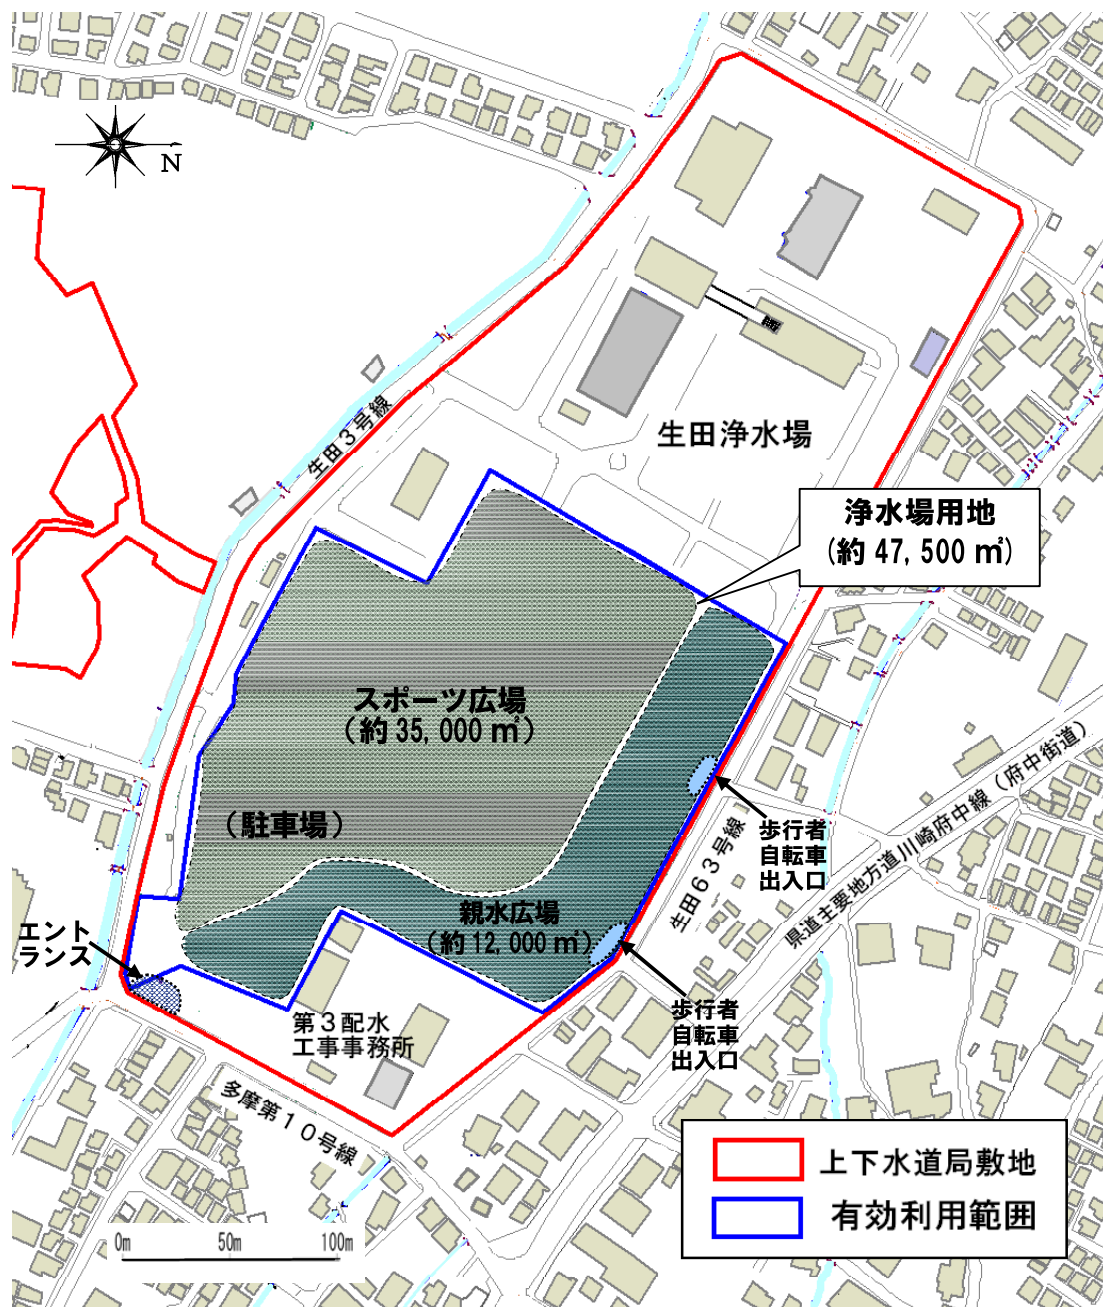 N
生田３号線
生田浄水場
浄水場用地
（約 47, 500 ㎡）
スポーツ広場
（約 35, 000 ㎡）
（駐車場）
歩行者
自転車
出入口
生田６３号線
県道主要地方道川崎府中線（府中街道）
親水広場
（約 12, 000 ㎡）
エント
ランス
歩行者
自転車
出入口
第３配水
工事事務所
多摩第１０号線
上下水道局敷地
有効利用範囲
0m 50m 100m